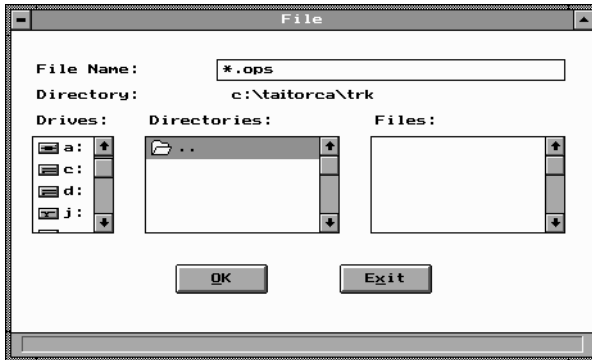 File
File Name: *.ops
Directory: c:\taitorca\trk
Drives: Directories: Files:
a: ..
c:
d:
j:
OK Exit